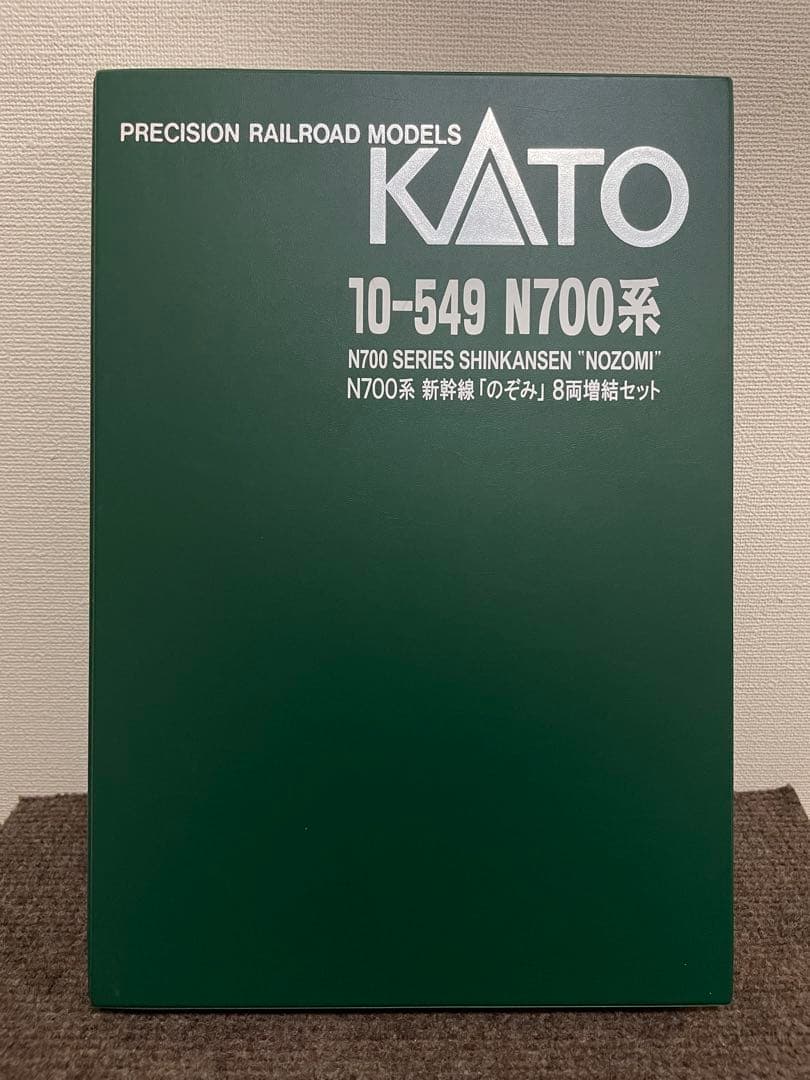 PRECISION RAILROAD MODELS
KATO
10-549 N700系
N700 SERIES SHINKANSEN "NOZOMI"
N700系 新幹線「のぞみ」 8両増結セット